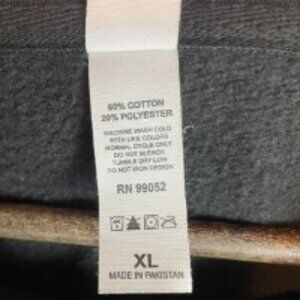 80% COTTON
20% POLYESTER
MACHINE WASH COLD
WITH LIKE COLORS
NORMAL CYCLE ONLY
DO NOT BLEACH
TUMBLE DRY LOW
DO NOT IRON DESIGN
RN 99052
XL
MADE IN PAKISTAN